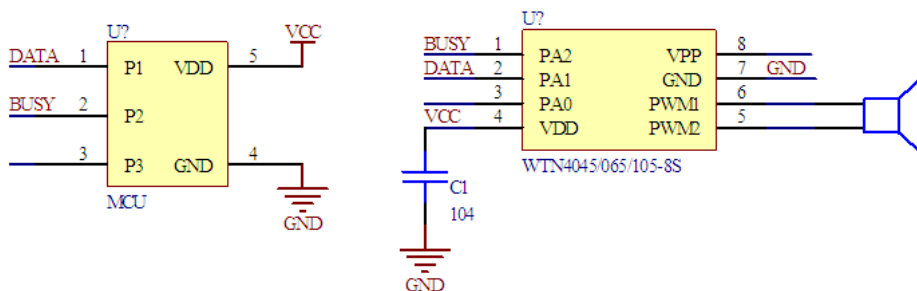 U?
DATA 1 P1 VDD 5 VCC
BUSY 2 P2
3 P3 GND 4
MCU
GND
U?
BUSY 1 PA2 VPP 8
DATA 2 PA1 GND 7 GND
3 PA0 PWM1 6
VCC 4 VDD PWM2 5
WTN4045/065/105-8S
C1
104
GND